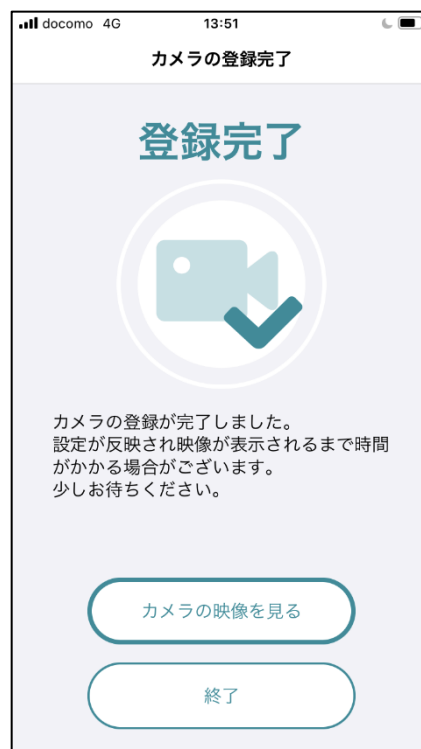 docomo 4G 13:51
カメラの登録完了
登録完了
カメラの登録が完了しました。
設定が反映され映像が表示されるまで時間
がかかる場合がございます。
少しお待ちください。
カメラの映像を見る
終了